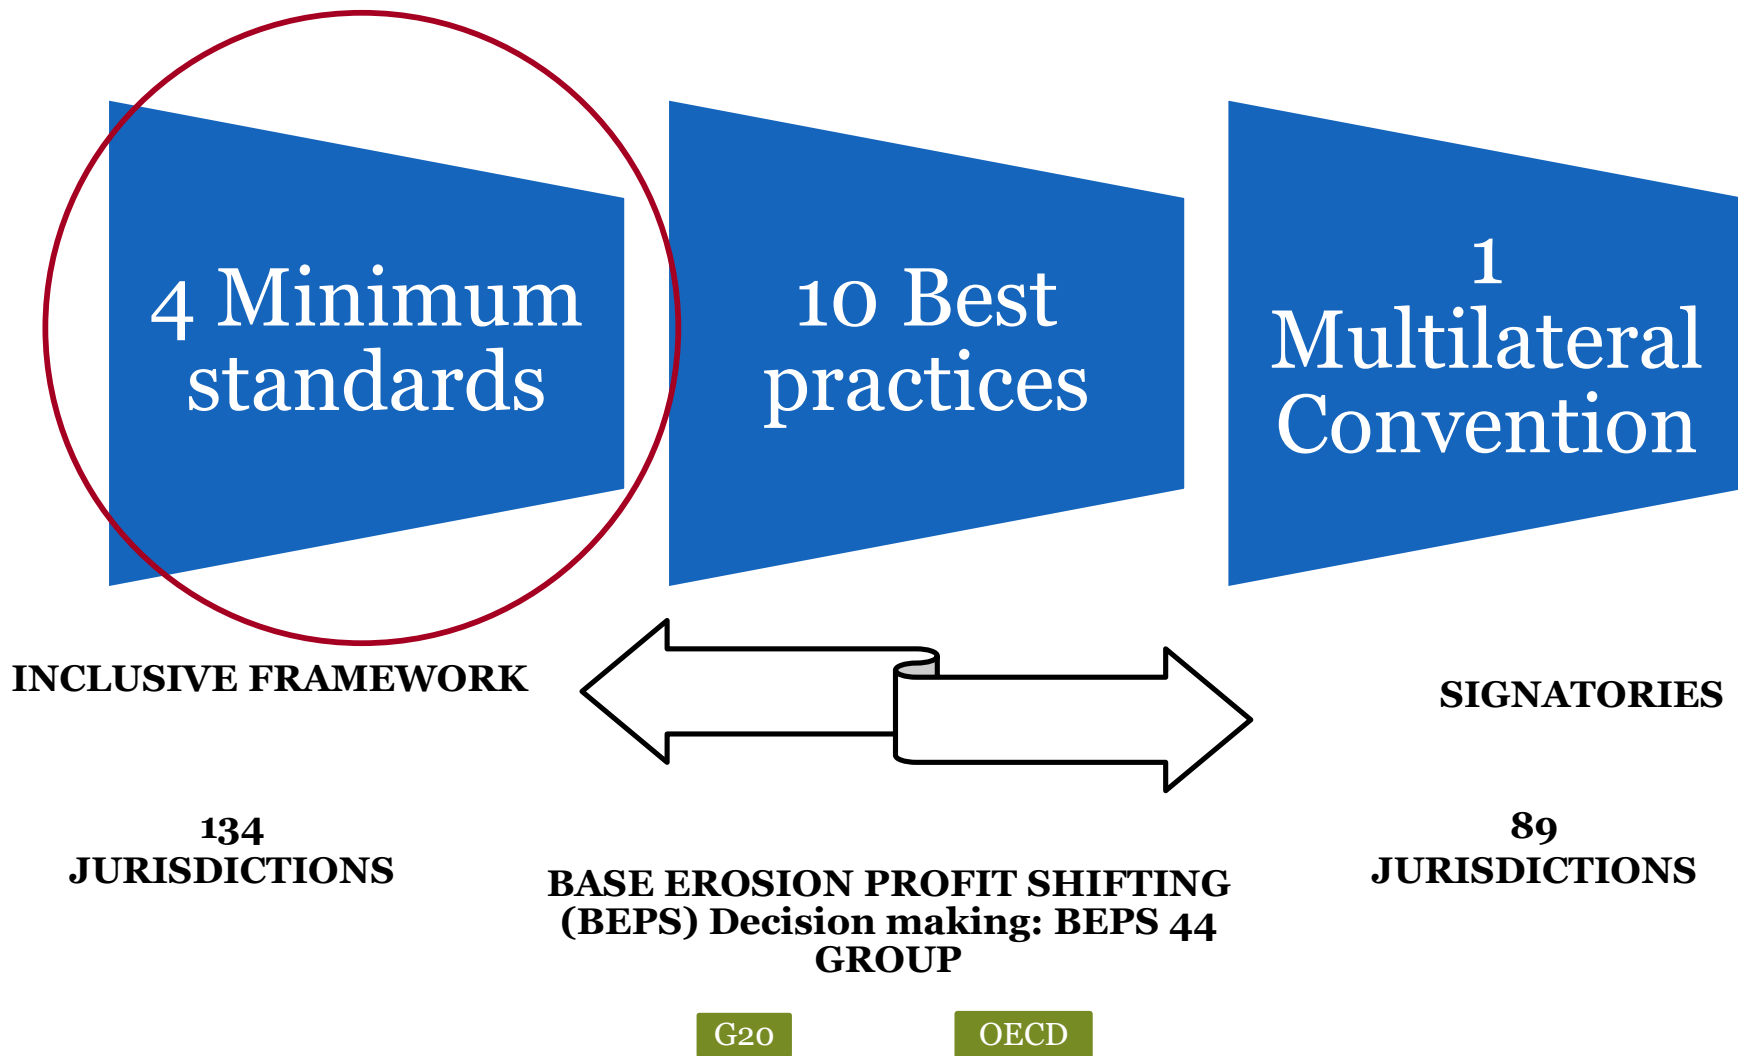 4 Minimum
standards
10 Best
practices
1
Multilateral
Convention
INCLUSIVE FRAMEWORK
SIGNATORIES
134
JURISDICTIONS
89
JURISDICTIONS
BASE EROSION PROFIT SHIFTING
(BEPS) Decision making: BEPS 44
GROUP
G20
OECD